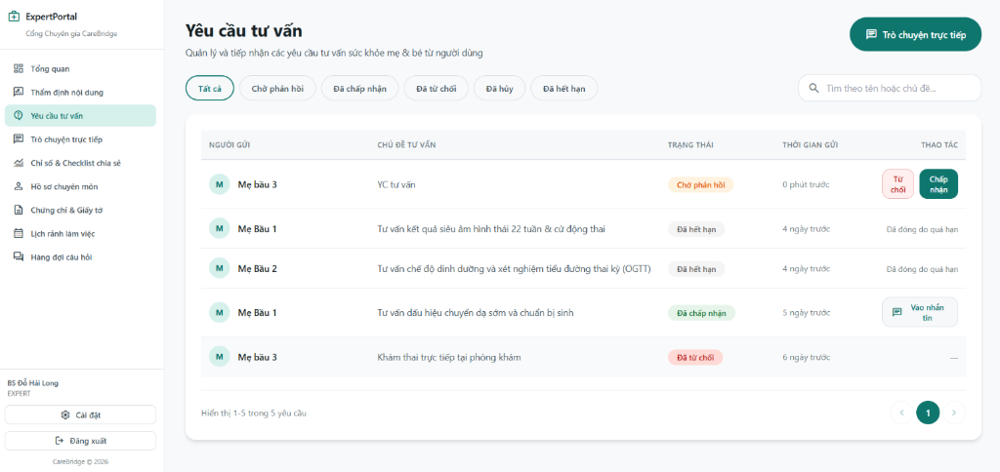 ExpertPortal
Cổng Chuyên gia CareBridge
Tổng quan
Thẩm định nội dung
Yêu cầu tư vấn
Trò chuyện trực tiếp
Chỉ số & Checklist chia sẻ
Hồ sơ chuyên môn
Chứng chỉ & Giấy tờ
Lịch rảnh làm việc
Hàng đợi câu hỏi
BS Đỗ Hải Long
EXPERT
Cài đặt
Đăng xuất
CareBridge © 2026
Yêu cầu tư vấn
Quản lý và tiếp nhận các yêu cầu tư vấn sức khỏe mẹ & bé từ người dùng
Trò chuyện trực tiếp
Tất cả
Chờ phản hồi
Đã chấp nhận
Đã từ chối
Đã hủy
Đã hết hạn
Tìm theo tên hoặc chủ đề...
NGƯỜI GỬI
CHỦ ĐỀ TƯ VẤN
TRẠNG THÁI
THỜI GIAN GỬI
THAO TÁC
M
Mẹ bầu 3
YC tư vấn
Chờ phản hồi
0 phút trước
Từ
chối
Chấp
nhận
M
Mẹ Bầu 1
Tư vấn kết quả siêu âm hình thái 22 tuần & cử động thai
Đã hết hạn
4 ngày trước
Đã đóng do quá hạn
M
Mẹ Bầu 2
Tư vấn chế độ dinh dưỡng và xét nghiệm tiểu đường thai kỳ (OGTT)
Đã hết hạn
4 ngày trước
Đã đóng do quá hạn
M
Mẹ Bầu 1
Tư vấn dấu hiệu chuyển dạ sớm và chuẩn bị sinh
Đã chấp nhận
5 ngày trước
Vào nhắn
tin
M
Mẹ bầu 3
Khám thai trực tiếp tại phòng khám
Đã từ chối
6 ngày trước
—
Hiển thị 1-5 trong 5 yêu cầu
1